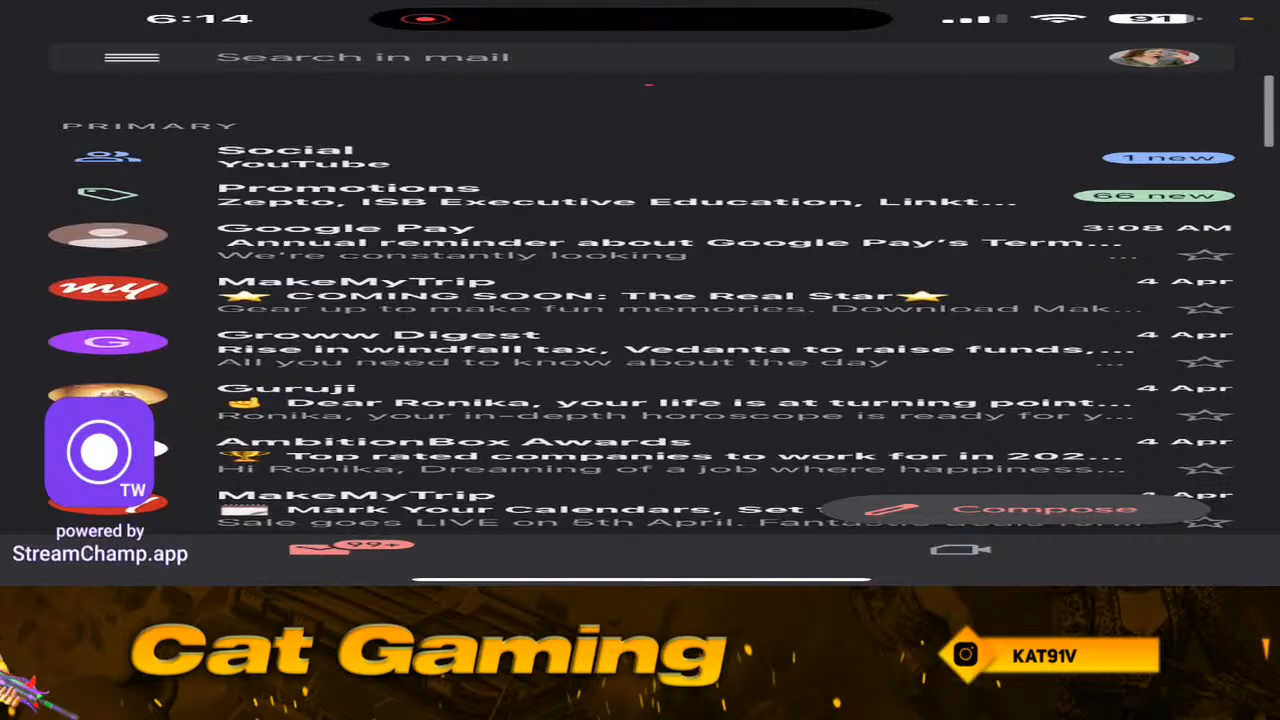 6:14
91
Search in mail
PRIMARY
Social
YouTube
1 new
Promotions
Zepto, ISB Executive Education, Linkt...
66 new
Google Pay
3:08 AM
Annual reminder about Google Pay's Term...
We're constantly looking ...
my
MakeMyTrip
4 Apr
⭐ COMING SOON: The Real Star⭐
Gear up to make fun memories. Download Mak...
G
Groww Digest
4 Apr
Rise in windfall tax, Vedanta to raise funds,...
All you need to know about the day ...
Guruji
4 Apr
Dear Ronika, your life is at turning point...
Ronika, your in-depth horoscope is ready for y...
AmbitionBox Awards
4 Apr
🏆 Top rated companies to work for in 202...
Hi Ronika, Dreaming of a job where happiness...
MakeMyTrip
4 Apr
Mark Your Calendars, Set
Sale goes LIVE on 5th April.
Compose
TW
powered by
StreamChamp.app
99+
Cat Gaming
KAT91V